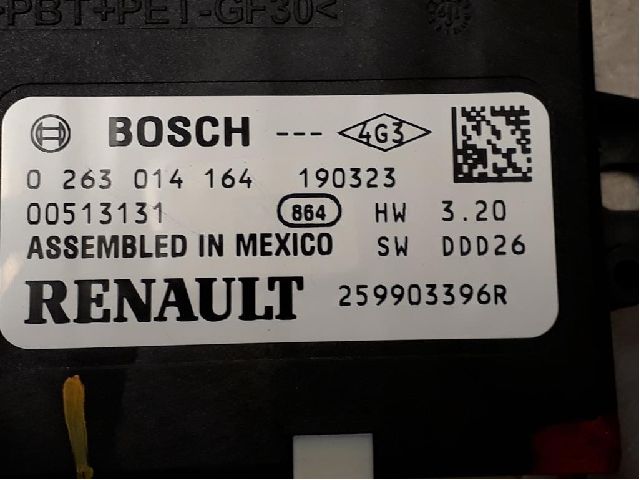 >PBT+PET-GF30<
BOSCH --- 4G3
0 263 014 164 190323
00513131 864 HW 3.20
ASSEMBLED IN MEXICO SW DDD26
RENAULT 259903396R